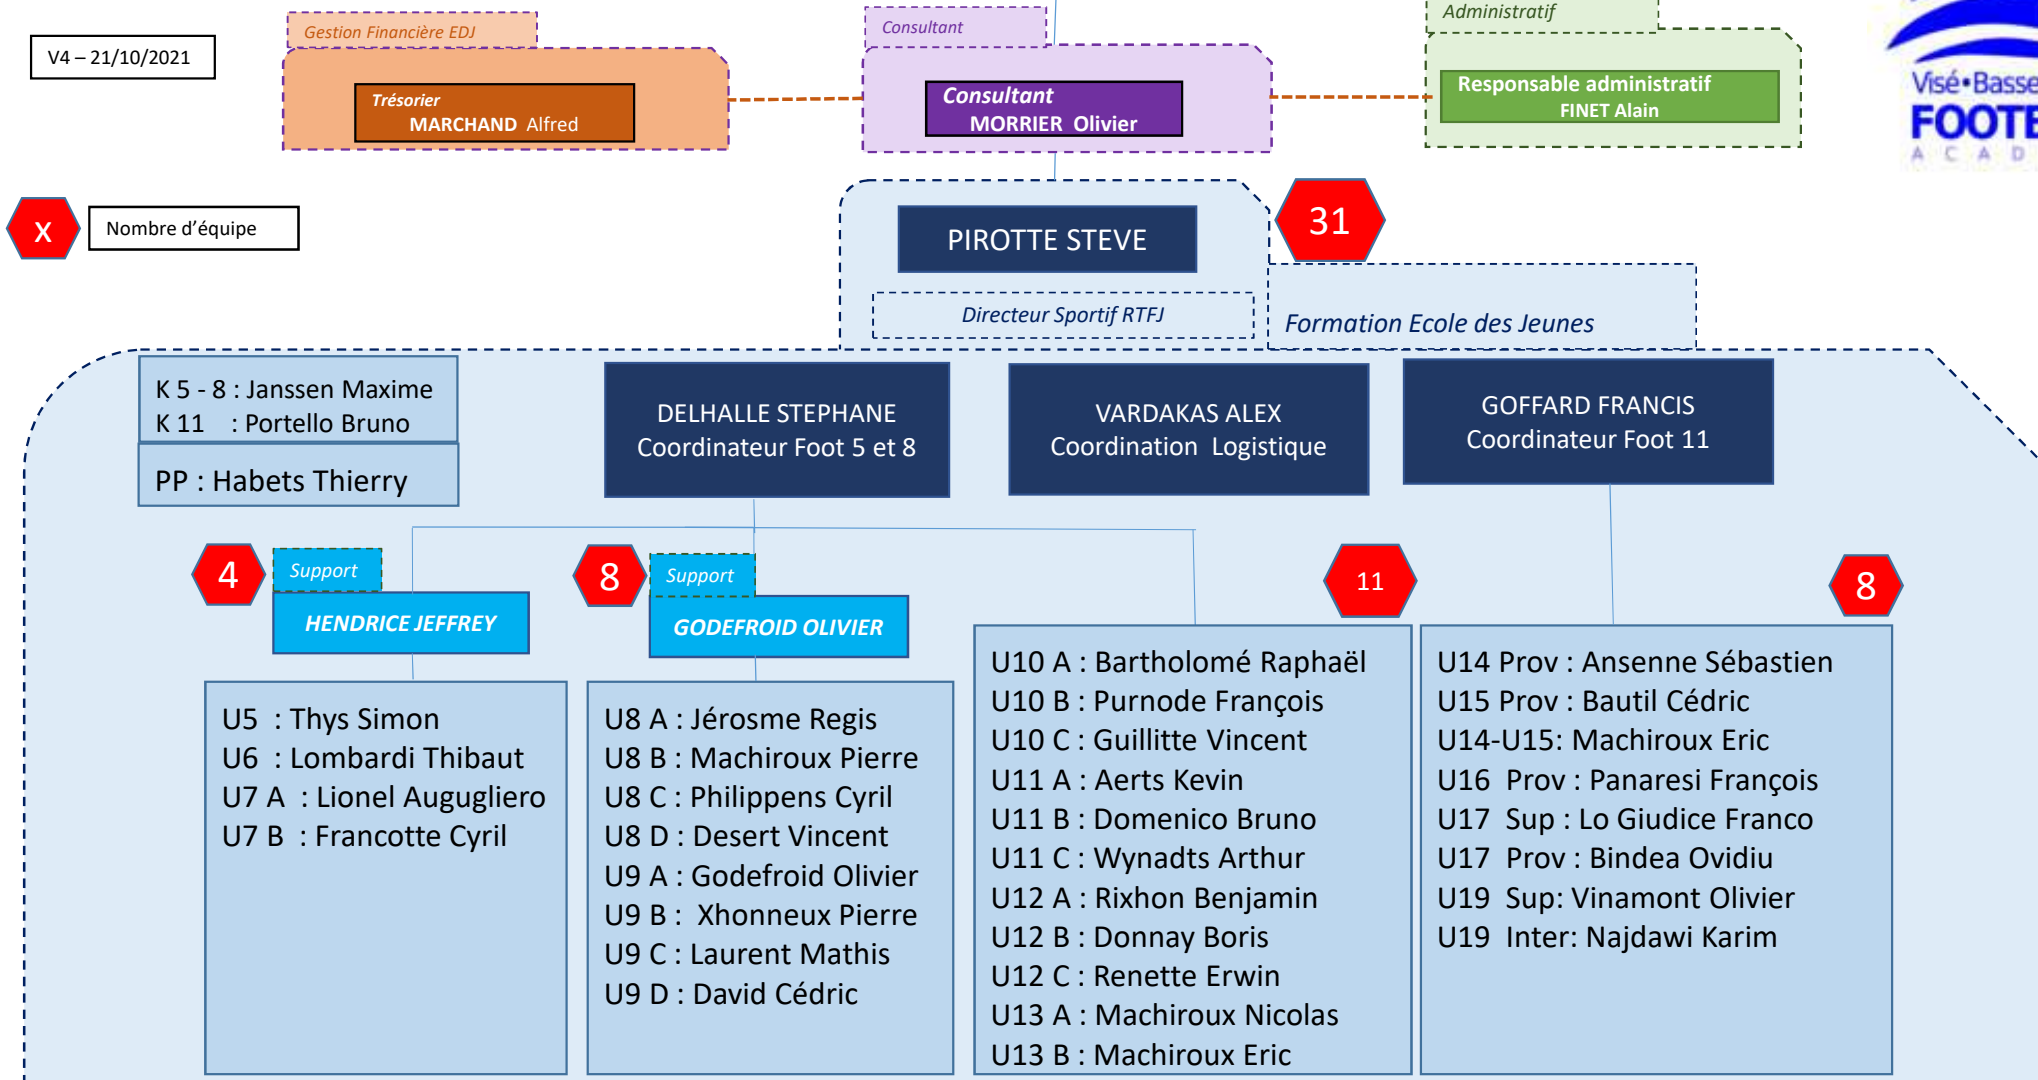 Gestion Financière EDJ
Consultant
Administratif
V4 – 21/10/2021
Trésorier
MARCHAND Alfred
Consultant
MORRIER Olivier
Responsable administratif
FINET Alain
Visé•Basse
A C A D
X
Nombre d'équipe
PIROTTE STEVE
31
Directeur Sportif RTFJ
Formation Ecole des Jeunes
K 5 - 8 : Janssen Maxime
K 11 : Portello Bruno
PP : Habets Thierry
DELHALLE STEPHANE
Coordinateur Foot 5 et 8
VARDAKAS ALEX
Coordination Logistique
GOFFARD FRANCIS
Coordinateur Foot 11
4
Support
HENDRICE JEFFREY
8
Support
GODEFROID OLIVIER
11
8
U5 : Thys Simon
U6 : Lombardi Thibaut
U7 A : Lionel Augugliero
U7 B : Francotte Cyril
U8 A : Jérosme Regis
U8 B : Machiroux Pierre
U8 C : Philippens Cyril
U8 D : Desert Vincent
U9 A : Godefroid Olivier
U9 B : Xhonneux Pierre
U9 C : Laurent Mathis
U9 D : David Cédric
U10 A : Bartholomé Raphaël
U10 B : Purnode François
U10 C : Guillitte Vincent
U11 A : Aerts Kevin
U11 B : Domenico Bruno
U11 C : Wynadts Arthur
U12 A : Rixhon Benjamin
U12 B : Donnay Boris
U12 C : Renette Erwin
U13 A : Machiroux Nicolas
U13 B : Machiroux Eric
U14 Prov : Ansenne Sébastien
U15 Prov : Bautil Cédric
U14-U15: Machiroux Eric
U16 Prov : Panaresi François
U17 Sup : Lo Giudice Franco
U17 Prov : Bindea Ovidiu
U19 Sup: Vinamont Olivier
U19 Inter: Najdawi Karim